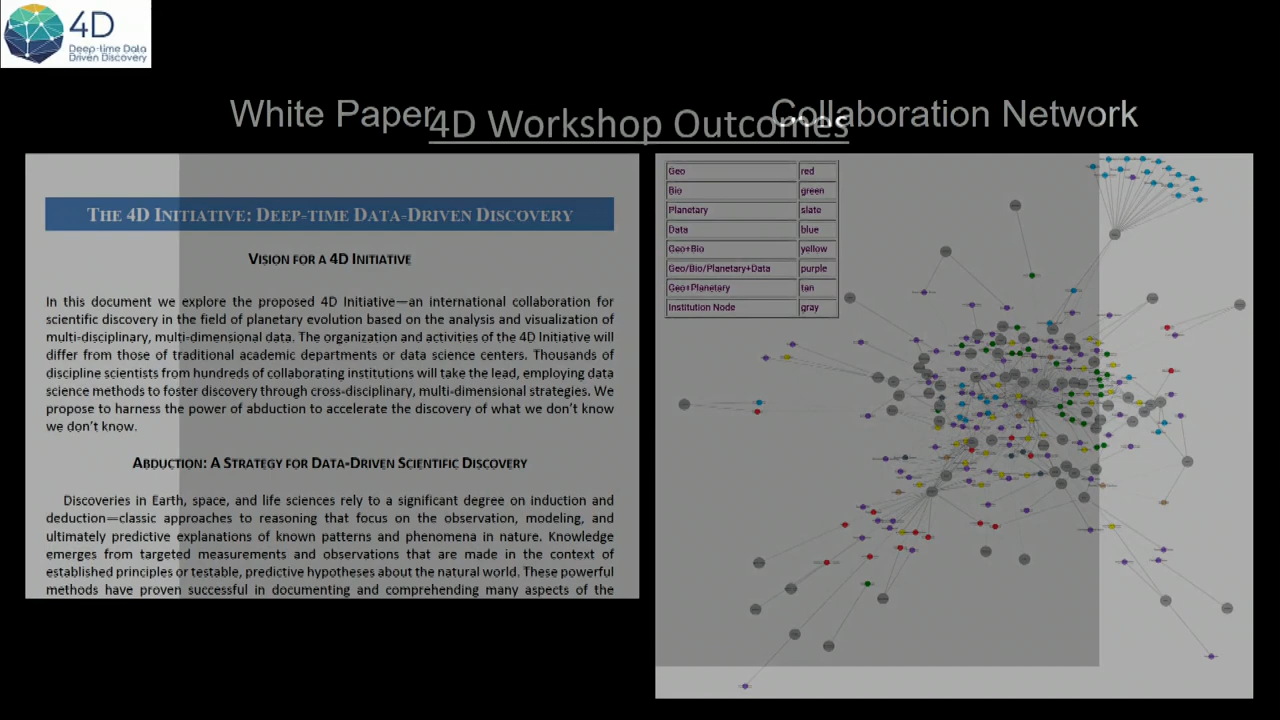 4D
Deep-time Data
Driven Discovery
White Paper
4D Workshop Outcomes
Collaboration Network
THE 4D INITIATIVE: DEEP-TIME DATA-DRIVEN DISCOVERY
VISION FOR A 4D INITIATIVE
In this document we explore the proposed 4D Initiative—an international collaboration for
scientific discovery in the field of planetary evolution based on the analysis and visualization of
multi-disciplinary, multi-dimensional data. The organization and activities of the 4D Initiative will
differ from those of traditional academic departments or data science centers. Thousands of
discipline scientists from hundreds of collaborating institutions will take the lead, employing data
science methods to foster discovery through cross-disciplinary, multi-dimensional strategies. We
propose to harness the power of abduction to accelerate the discovery of what we don't know
we don't know.
ABDUCTION: A STRATEGY FOR DATA-DRIVEN SCIENTIFIC DISCOVERY
Discoveries in Earth, space, and life sciences rely to a significant degree on induction and
deduction—classic approaches to reasoning that focus on the observation, modeling, and
ultimately predictive explanations of known patterns and phenomena in nature. Knowledge
emerges from targeted measurements and observations that are made in the context of
established principles or testable, predictive hypotheses about the natural world. These powerful
methods have proven successful in documenting and comprehending many aspects of the
Geo red
Bio green
Planetary slate
Data blue
Geo+Bio yellow
Geo/Bio/Planetary+Data purple
Geo+Planetary tan
Institution Node gray